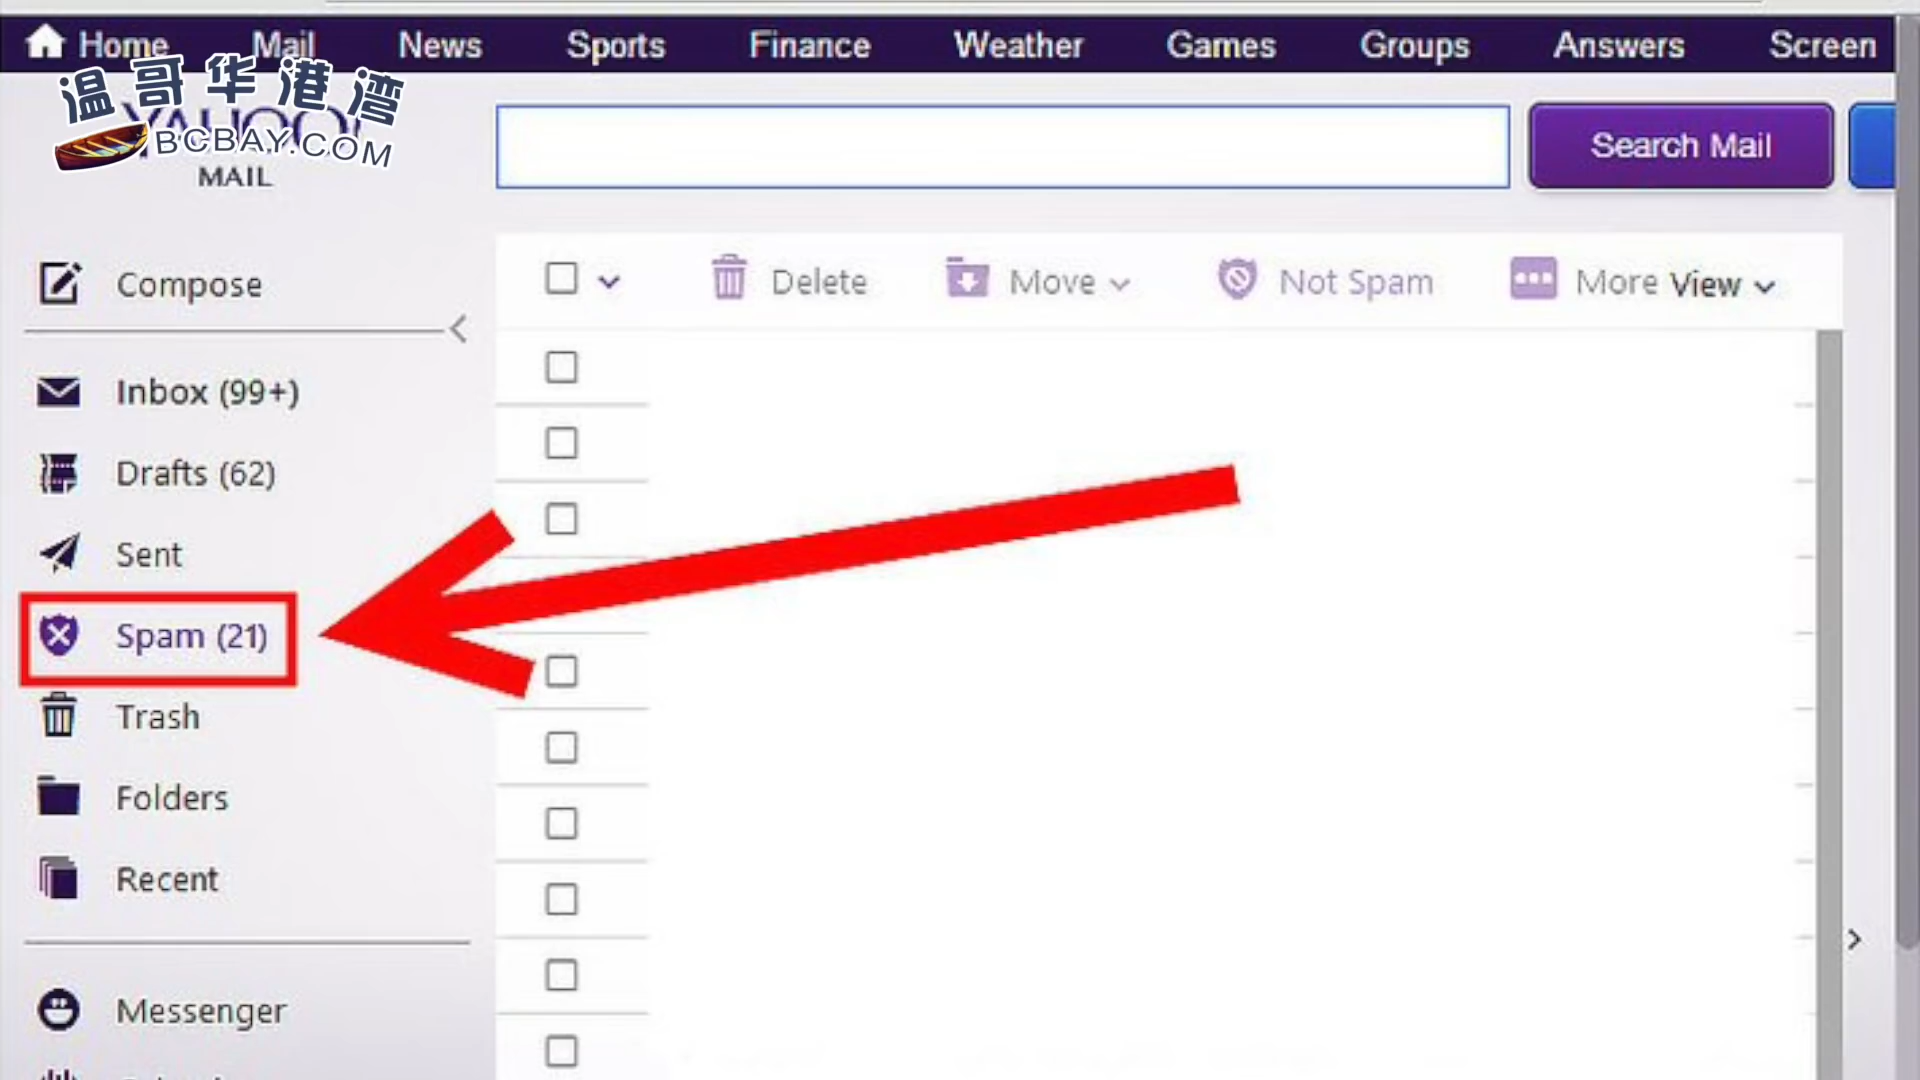 Home Mail News Sports Finance Weather Games Groups Answers Screen
温哥华港湾
YAHOO!
BCBAY.COM
MAIL
Search Mail
Compose
Delete Move Not Spam More View
Inbox (99+)
Drafts (62)
Sent
Spam (21)
Trash
Folders
Recent
Messenger